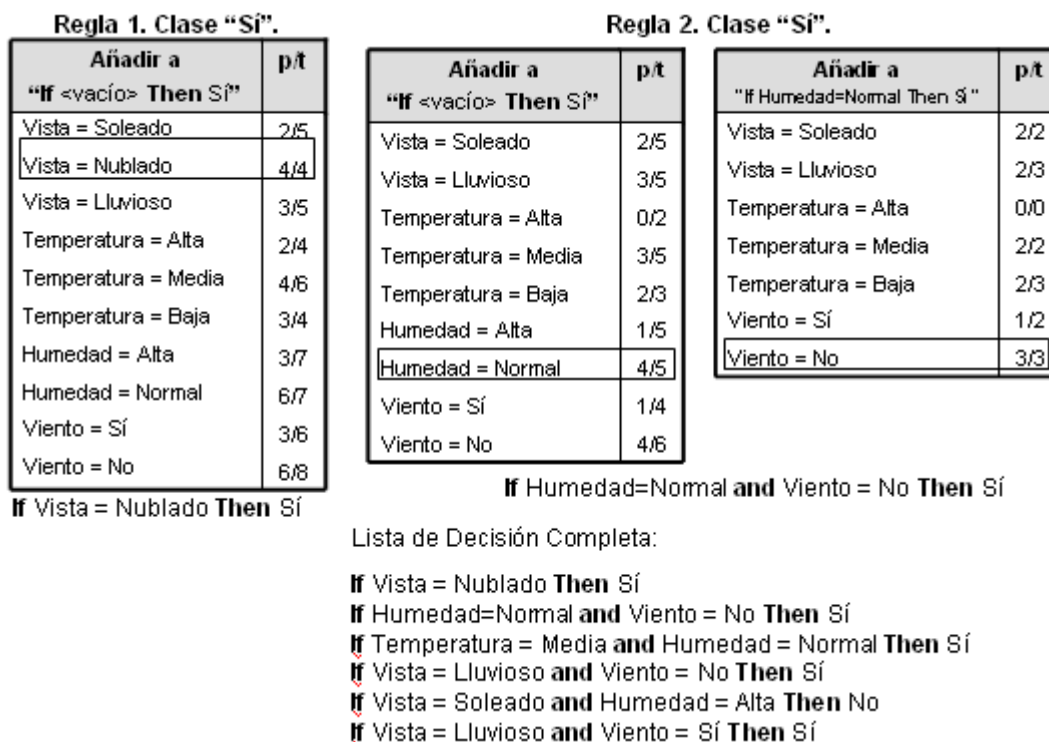 Regla 1. Clase “Sí”.
Añadir a p/t
“If <vacío> Then Sí”
Vista = Soleado 2/5
Vista = Nublado 4/4
Vista = Lluvioso 3/5
Temperatura = Alta 2/4
Temperatura = Media 4/6
Temperatura = Baja 3/4
Humedad = Alta 3/7
Humedad = Normal 6/7
Viento = Sí 3/6
Viento = No 6/8
If Vista = Nublado Then Sí
Regla 2. Clase “Sí”.
Añadir a p/t
“If <vacío> Then Sí”
Vista = Soleado 2/5
Vista = Lluvioso 3/5
Temperatura = Alta 0/2
Temperatura = Media 3/5
Temperatura = Baja 2/3
Humedad = Alta 1/5
Humedad = Normal 4/5
Viento = Sí 1/4
Viento = No 4/6
Añadir a p/t
"If Humedad=Normal Then Sí"
Vista = Soleado 2/2
Vista = Lluvioso 2/3
Temperatura = Alta 0/0
Temperatura = Media 2/2
Temperatura = Baja 2/3
Viento = Sí 1/2
Viento = No 3/3
If Humedad=Normal and Viento = No Then Sí
Lista de Decisión Completa:
If Vista = Nublado Then Sí
If Humedad=Normal and Viento = No Then Sí
If Temperatura = Media and Humedad = Normal Then Sí
If Vista = Lluvioso and Viento = No Then Sí
If Vista = Soleado and Humedad = Alta Then No
If Vista = Lluvioso and Viento = Sí Then Sí